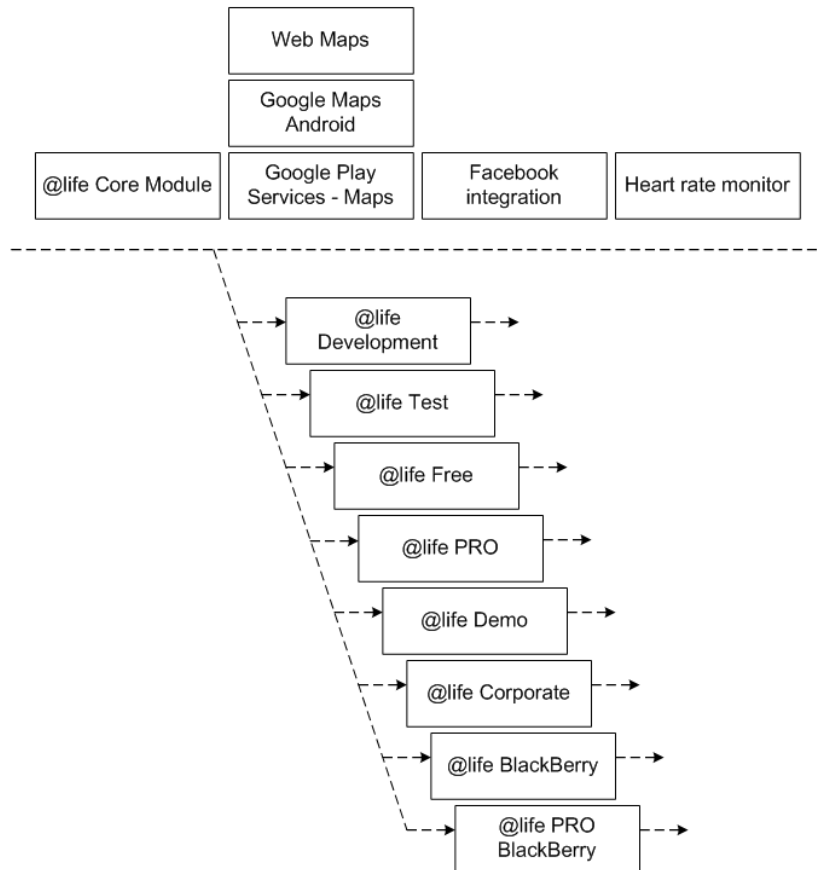 Web Maps
Google Maps
Android
@life Core Module
Google Play
Services - Maps
Facebook
integration
Heart rate monitor
@life
Development
@life Test
@life Free
@life PRO
@life Demo
@life Corporate
@life BlackBerry
@life PRO
BlackBerry